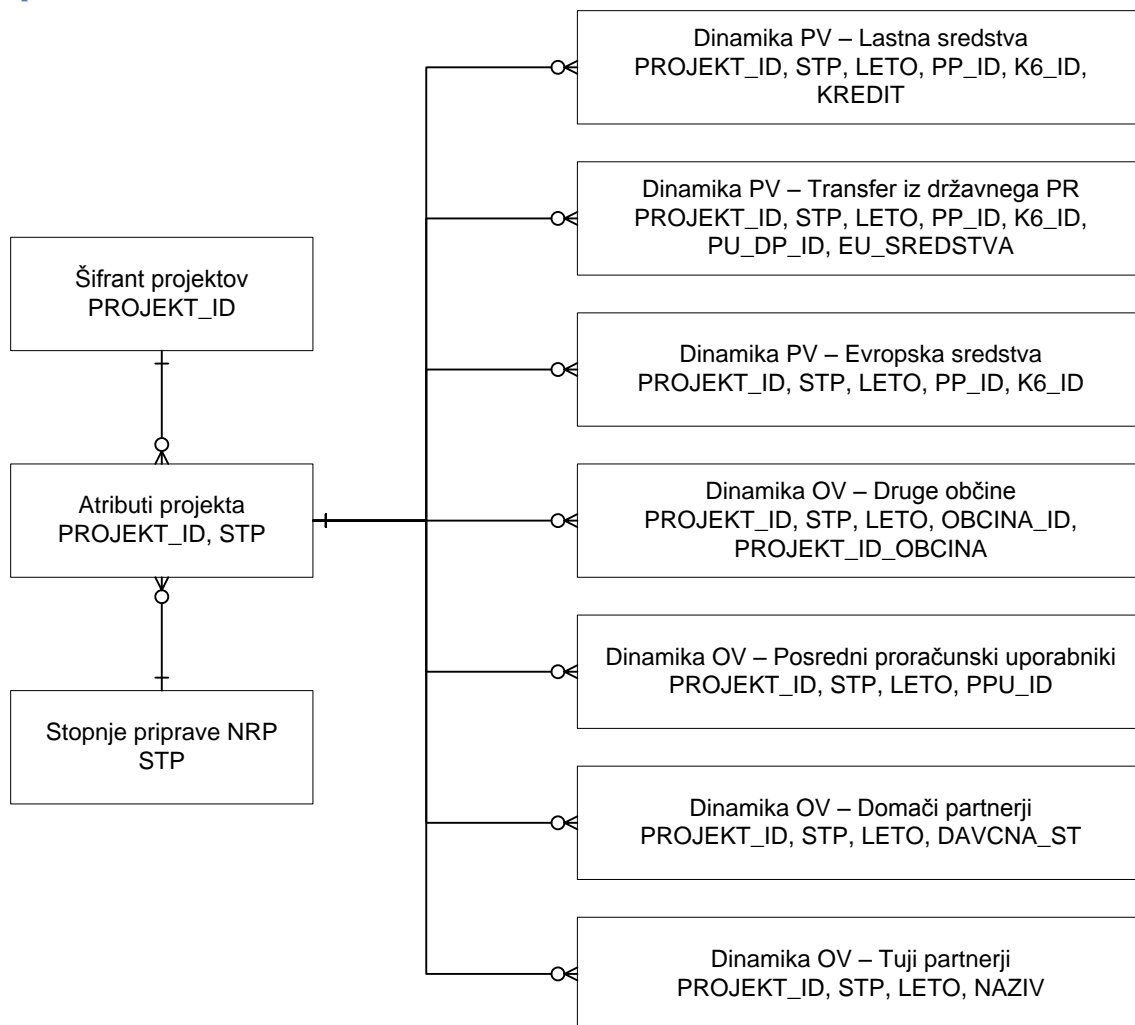 Šifrant projektov
PROJEKT_ID
Atributi projekta
PROJEKT_ID, STP
Stopnje priprave NRP
STP
Dinamika PV – Lastna sredstva
PROJEKT_ID, STP, LETO, PP_ID, K6_ID,
KREDIT
Dinamika PV – Transfer iz državnega PR
PROJEKT_ID, STP, LETO, PP_ID, K6_ID,
PU_DP_ID, EU_SREDSTVA
Dinamika PV – Evropska sredstva
PROJEKT_ID, STP, LETO, PP_ID, K6_ID
Dinamika OV – Druge občine
PROJEKT_ID, STP, LETO, OBCINA_ID,
PROJEKT_ID_OBCINA
Dinamika OV – Posredni proračunski uporabniki
PROJEKT_ID, STP, LETO, PPU_ID
Dinamika OV – Domači partnerji
PROJEKT_ID, STP, LETO, DAVCNA_ST
Dinamika OV – Tuji partnerji
PROJEKT_ID, STP, LETO, NAZIV